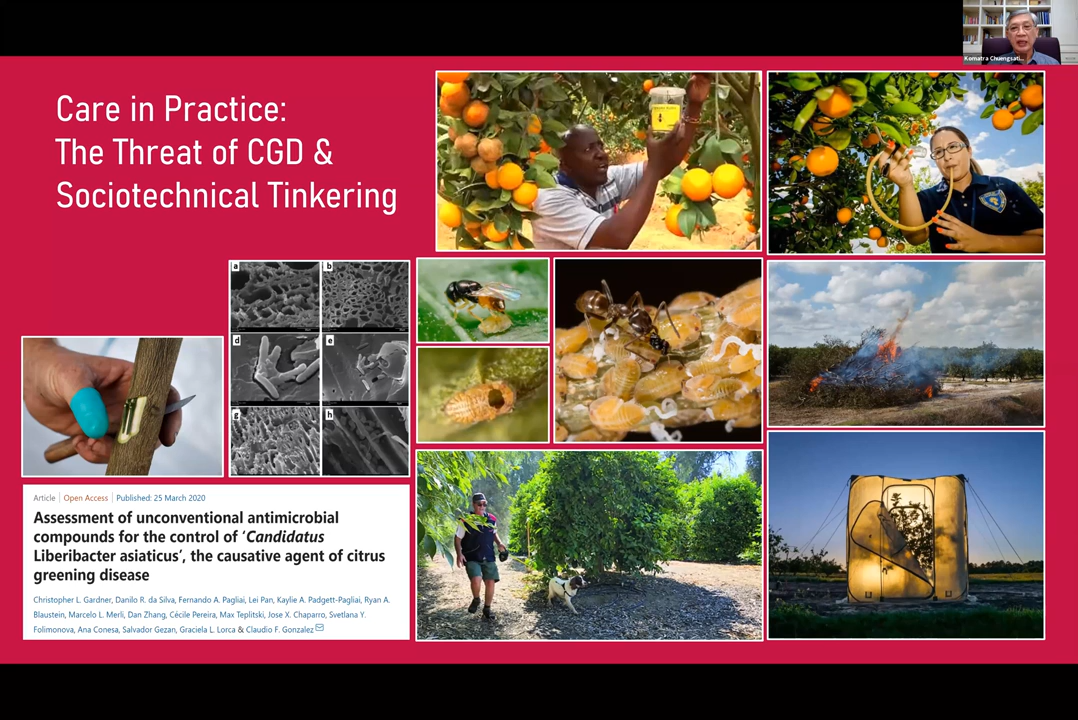 Komatra Chuengsati...
Care in Practice:
The Threat of CGD &
Sociotechnical Tinkering
a
b
d
e
g
h
Article | Open Access | Published: 25 March 2020
Assessment of unconventional antimicrobial
compounds for the control of ‘Candidatus
Liberibacter asiaticus’, the causative agent of citrus
greening disease
Christopher L. Gardner, Danilo R. da Silva, Fernando A. Pagliai, Lei Pan, Kaylie A. Padgett-Pagliai, Ryan A.
Blaustein, Marcelo L. Merli, Dan Zhang, Cécile Pereira, Max Teplitski, Jose X. Chaparro, Svetlana Y.
Folimonova, Ana Conesa, Salvador Gezan, Graciela L. Lorca & Claudio F. Gonzalez